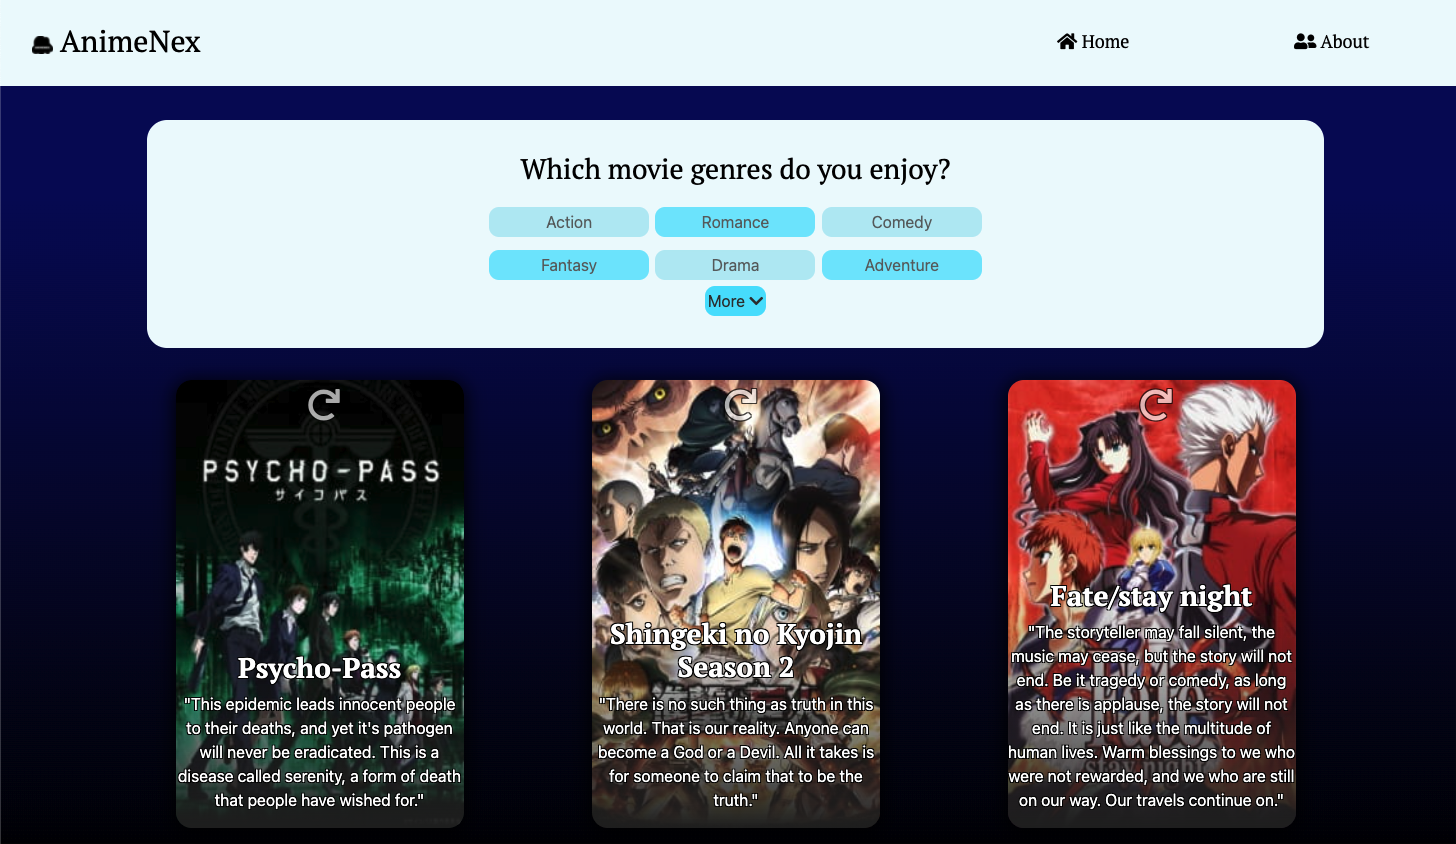 AnimeNex
Home
About
Which movie genres do you enjoy?
Action
Romance
Comedy
Fantasy
Drama
Adventure
More
PSYCHO-PASS
サイコパス
Psycho-Pass
"This epidemic leads innocent people
to their deaths, and yet it's pathogen
will never be eradicated. This is a
disease called serenity, a form of death
that people have wished for."
Shingeki no Kyojin
Season 2
"There is no such thing as truth in this
world. That is our reality. Anyone can
become a God or a Devil. All it takes is
for someone to claim that to be the
truth."
Fate/stay night
"The storyteller may fall silent, the
music may cease, but the story will not
end. Be it tragedy or comedy, as long
as there is applause, the story will not
end. It is just like the multitude of
human lives. Warm blessings to we who
were not rewarded, and we who are still
on our way. Our travels continue on."